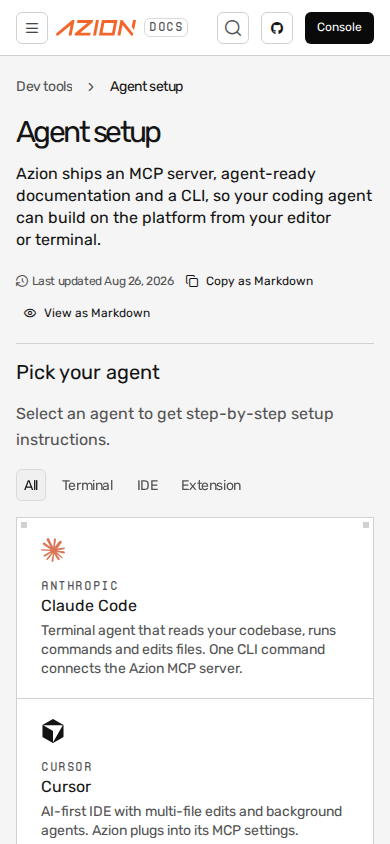 AZION DOCS Console
Dev tools > Agent setup
Agent setup
Azion ships an MCP server, agent-ready
documentation and a CLI, so your coding agent
can build on the platform from your editor
or terminal.
Last updated Aug 26, 2026 Copy as Markdown
View as Markdown
Pick your agent
Select an agent to get step-by-step setup
instructions.
All Terminal IDE Extension
ANTHROPIC
Claude Code
Terminal agent that reads your codebase, runs
commands and edits files. One CLI command
connects the Azion MCP server.
CURSOR
Cursor
AI-first IDE with multi-file edits and background
agents. Azion plugs into its MCP settings.